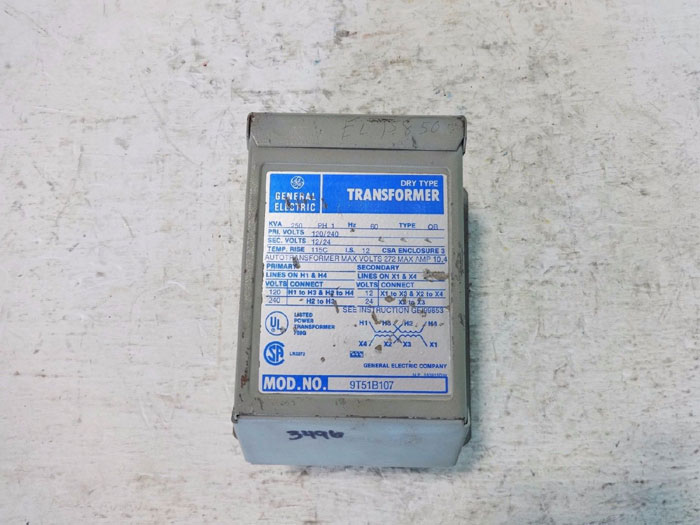 GENERAL ELECTRIC
DRY TYPE
TRANSFORMER
KVA .250 PH 1 Hz 60 TYPE QB
PRI. VOLTS 120/240
SEC. VOLTS 12/24
TEMP. RISE 115C I.S. 12 CSA ENCLOSURE 3
AUTOTRANSFORMER MAX VOLTS 272 MAX AMP 10.4
PRIMARY SECONDARY
LINES ON H1 & H4 LINES ON X1 & X4
VOLTS CONNECT VOLTS CONNECT
120 H1 to H3 & H2 to H4 12 X1 to X3 & X2 to X4
240 H2 to H3 24 X2 to X3
SEE INSTRUCTION
UL
LISTED
POWER
TRANSFORMER
H1 H3 H2 H4
X4 X2 X3 X1
SA
GENERAL ELECTRIC COMPANY
MOD.NO. 9T51B107
3496